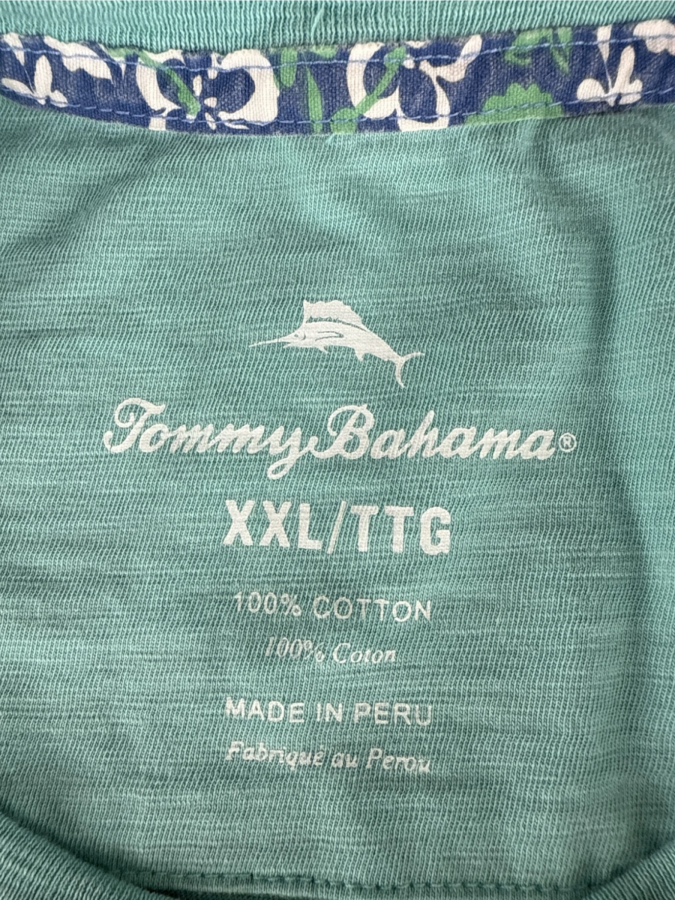 Tommy Bahama®
XXL/TTG
100% COTTON
100% Coton
MADE IN PERU
Fabriqué au Perou